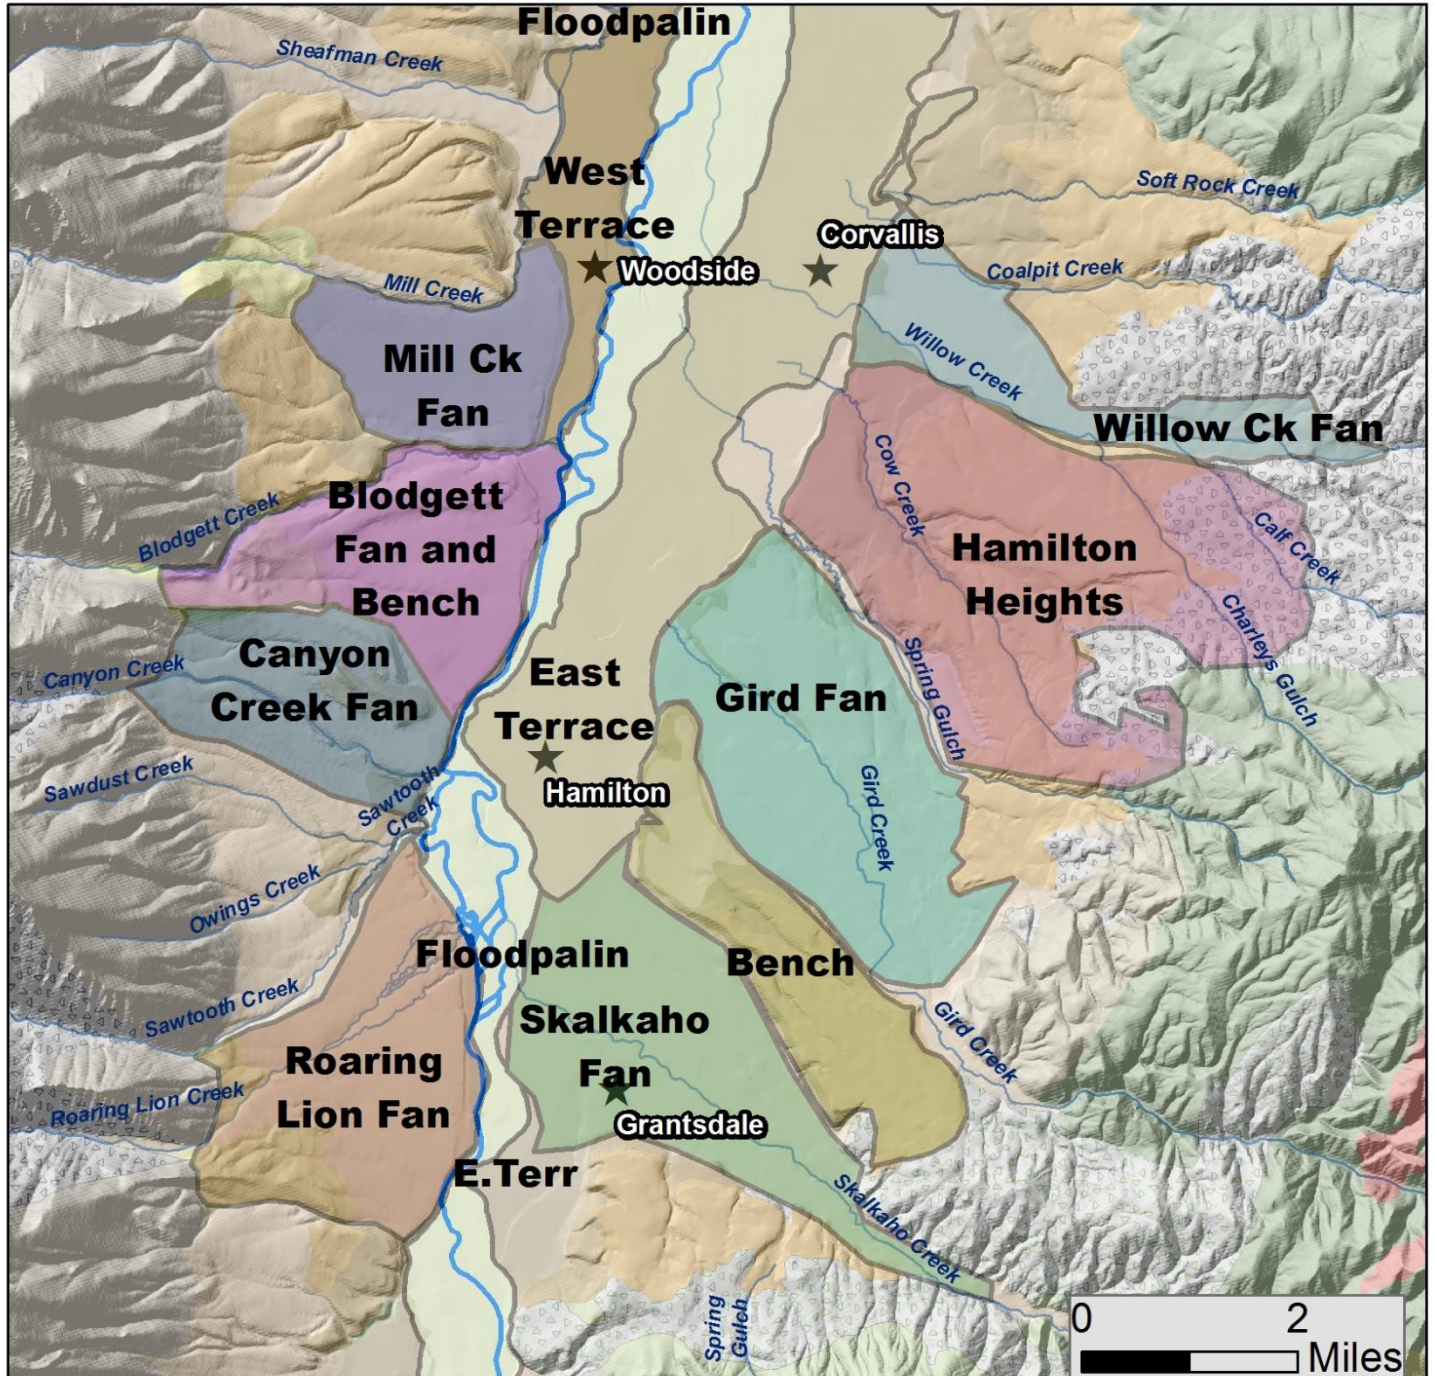 Floodpalin
Sheafman Creek
West
Terrace
Soft Rock Creek
Corvallis
Woodside
Coalpit Creek
Mill Creek
Mill Ck
Fan
Willow Creek
Willow Ck Fan
Cow Creek
Blodgett
Fan and
Bench
Blodgett Creek
Calf Creek
Hamilton
Heights
Charleys Gulch
Canyon
Creek Fan
Canyon Creek
East
Terrace
Gird Fan
Spring Gulch
Sawdust Creek
Sawtooth
Creek
Hamilton
Gird Creek
Owings Creek
Floodpalin
Bench
Sawtooth Creek
Skalkaho
Fan
Gird Creek
Roaring
Lion Fan
Roaring Lion Creek
Grantsdale
E.Terr
Skalkaho Creek
Spring
Gulch
0 2
Miles